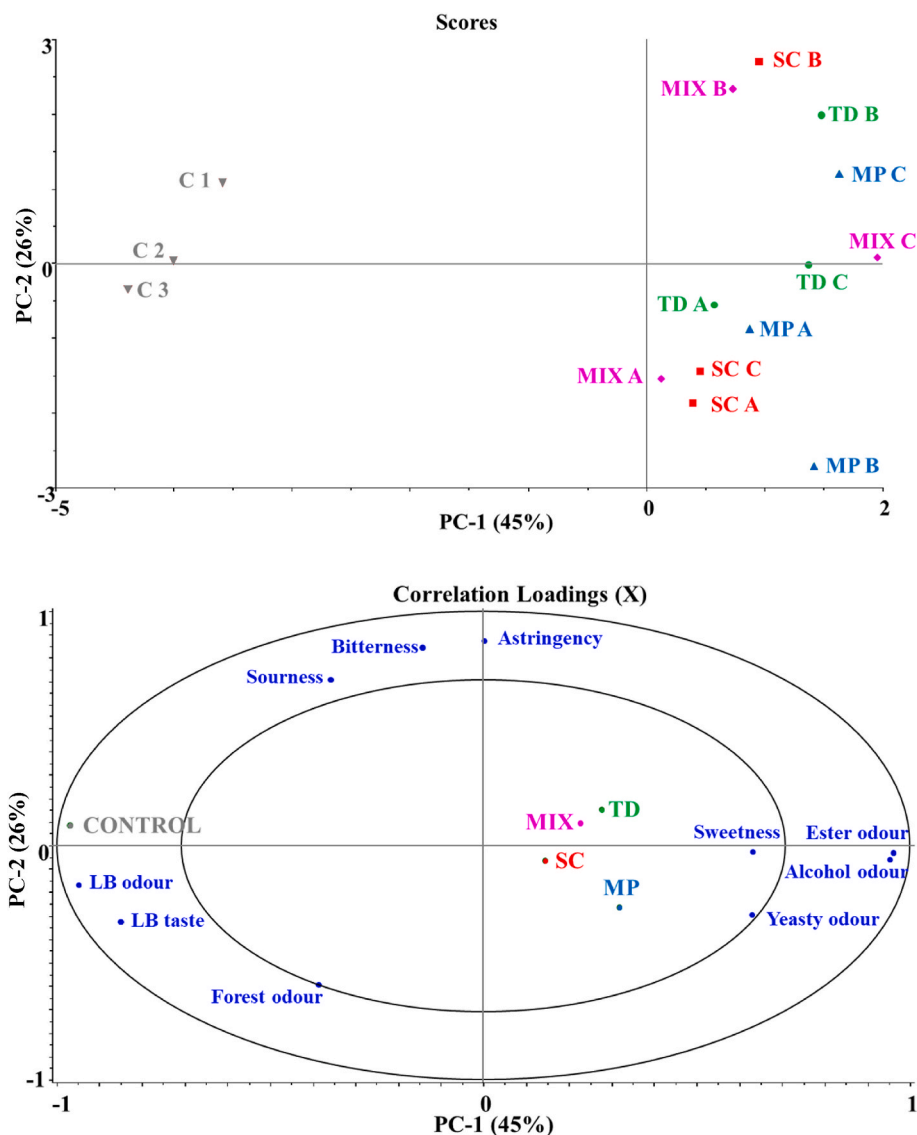 Scores
3
SC B
MIX B
TD B
C 1
MP C
C 2
MIX C
0
C 3
TD C
TD A
MP A
MIX A
SC C
SC A
MP B
-3
-5
0
2
PC-2 (26%)
PC-1 (45%)
Correlation Loadings (X)
1
Bitterness
Astringency
Sourness
TD
MIX
CONTROL
Sweetness
Ester odour
0
SC
Alcohol odour
LB odour
MP
LB taste
Yeasty odour
Forest odour
-1
-1
0
1
PC-2 (26%)
PC-1 (45%)